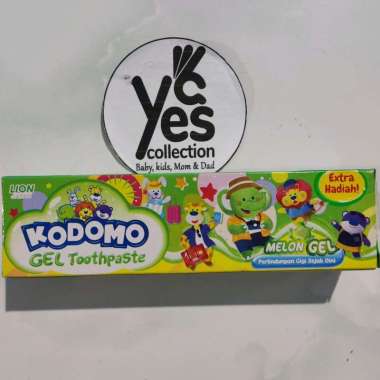 Yes
collection
Baby, kids, Mom & Dad
LION
KODOMO
GEL Toothpaste
Extra
Hadiah!
MELON GEL
Perlindungan Gigi Sejak Dini